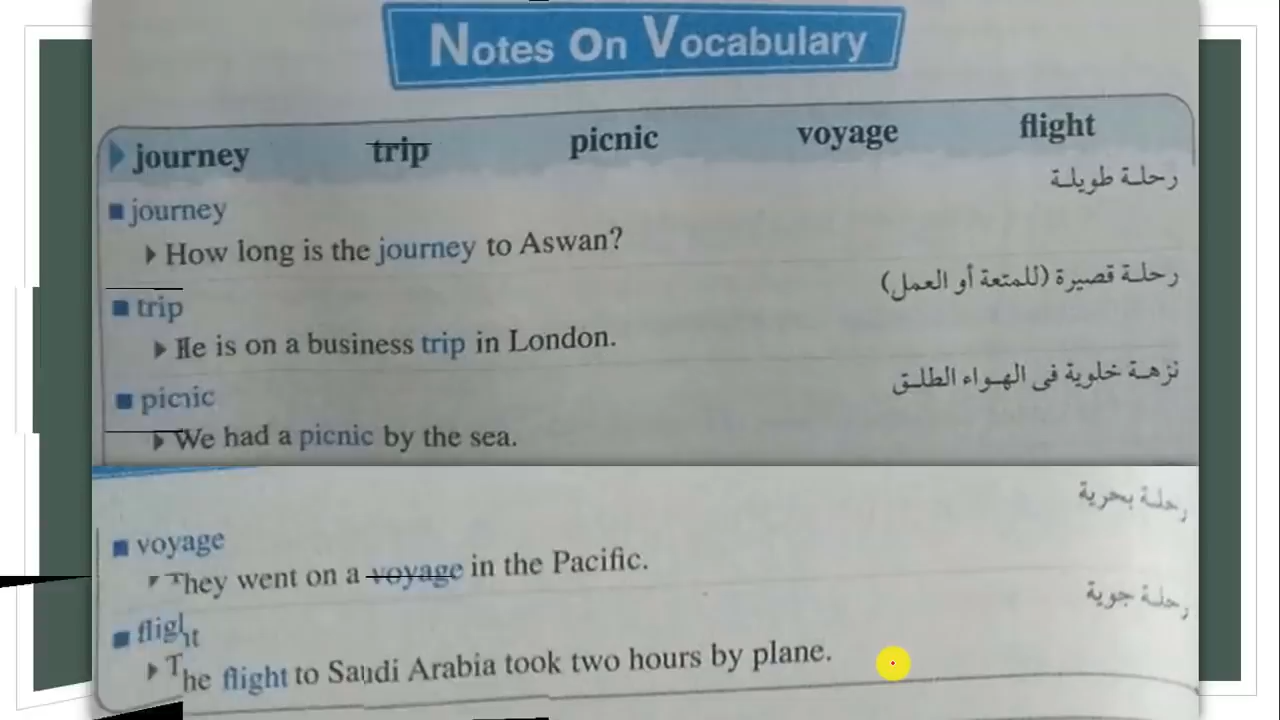 Notes On Vocabulary
journey trip picnic voyage flight
journey رحلة طويلة
How long is the journey to Aswan?
trip رحلة قصيرة (للمتعة أو العمل)
He is on a business trip in London.
picnic نزهة خلوية فى الهواء الطلق
We had a picnic by the sea.
voyage رحلة بحرية
They went on a voyage in the Pacific.
flight رحلة جوية
The flight to Saudi Arabia took two hours by plane.